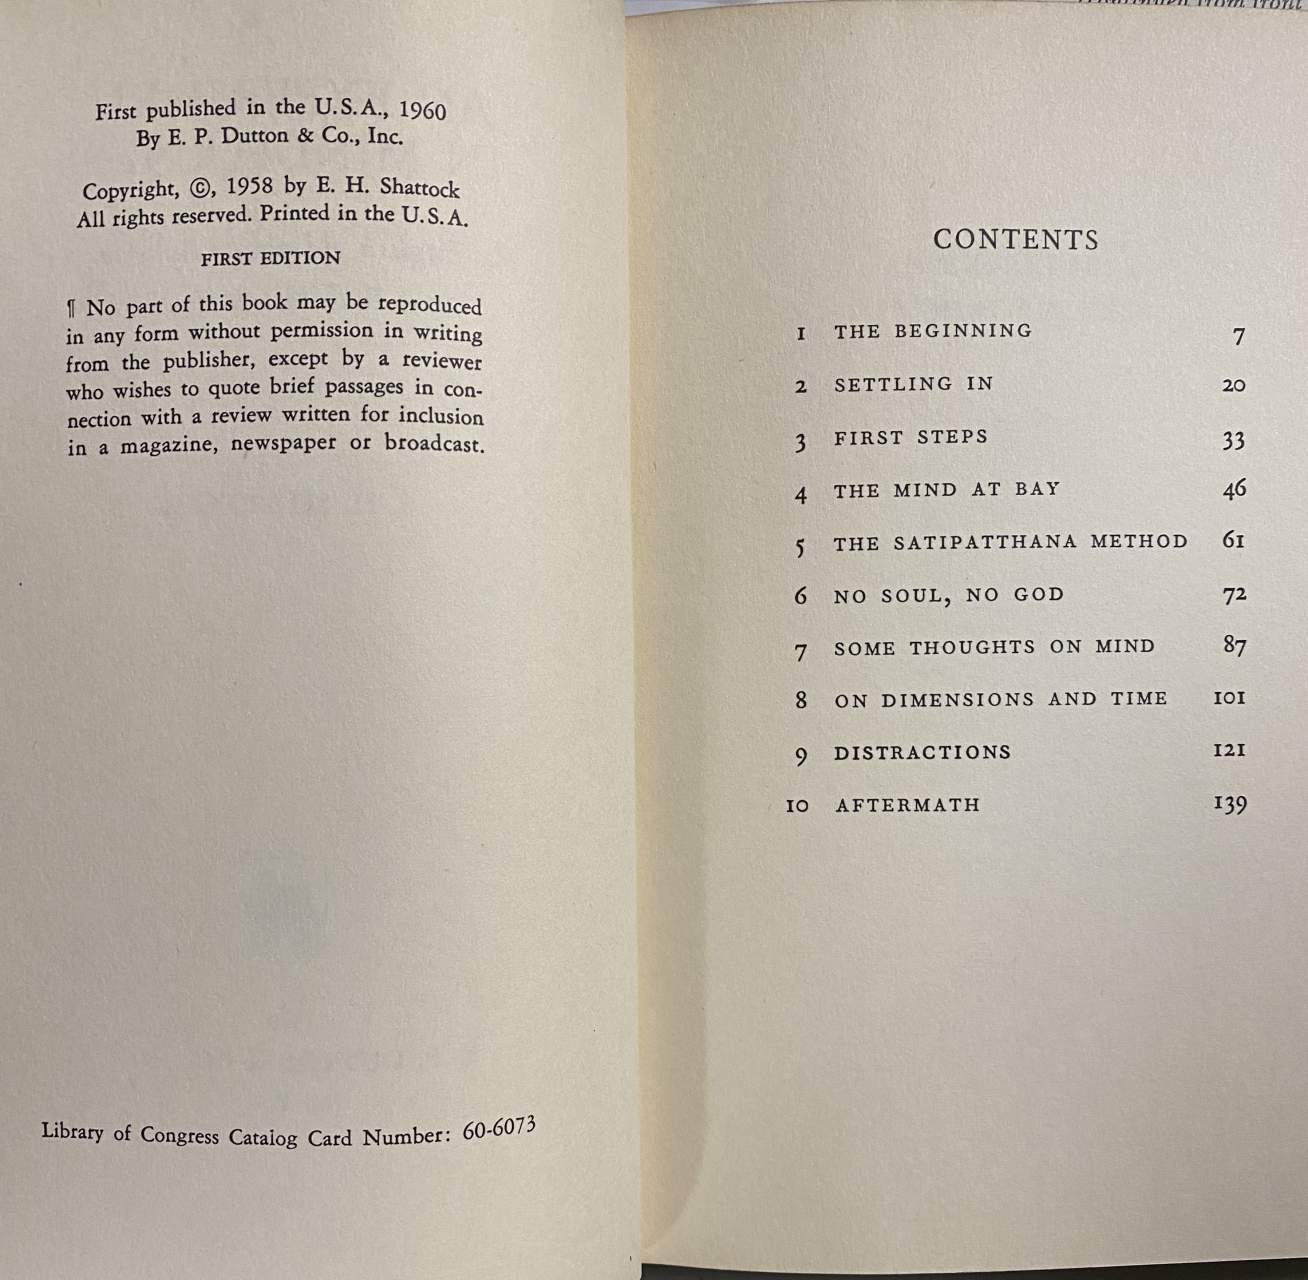 First published in the U.S.A., 1960
By E. P. Dutton & Co., Inc.
Copyright, ©, 1958 by E. H. Shattock
All rights reserved. Printed in the U.S.A.
FIRST EDITION
¶ No part of this book may be reproduced
in any form without permission in writing
from the publisher, except by a reviewer
who wishes to quote brief passages in con-
nection with a review written for inclusion
in a magazine, newspaper or broadcast.
Library of Congress Catalog Card Number: 60-6073
from front
CONTENTS
1 THE BEGINNING 7
2 SETTLING IN 20
3 FIRST STEPS 33
4 THE MIND AT BAY 46
5 THE SATIPATTHANA METHOD 61
6 NO SOUL, NO GOD 72
7 SOME THOUGHTS ON MIND 87
8 ON DIMENSIONS AND TIME 101
9 DISTRACTIONS 121
10 AFTERMATH 139